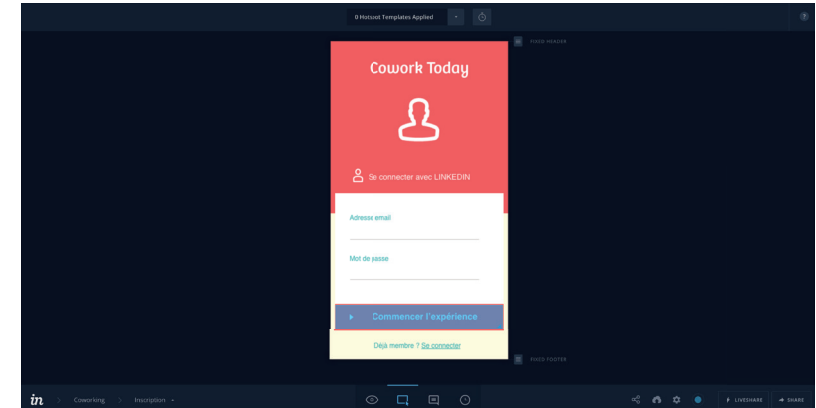 0 Hotspot Templates Applied
?
FIXED HEADER
Cowork Today
Se connecter avec LINKEDIN
Adresse email
Mot de passe
Commencer l'expérience
Déjà membre ? Se connecter
FIXED FOOTER
in > Coworking > Inscription
LIVESHARE
SHARE